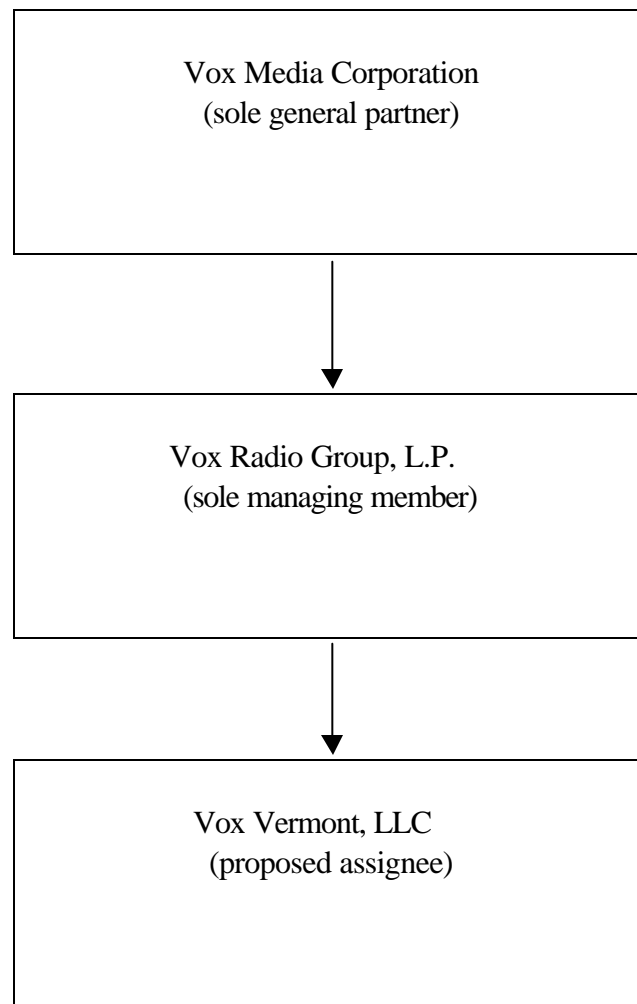 Vox Media Corporation
(sole general partner)
Vox Radio Group, L.P.
(sole managing member)
Vox Vermont, LLC
(proposed assignee)